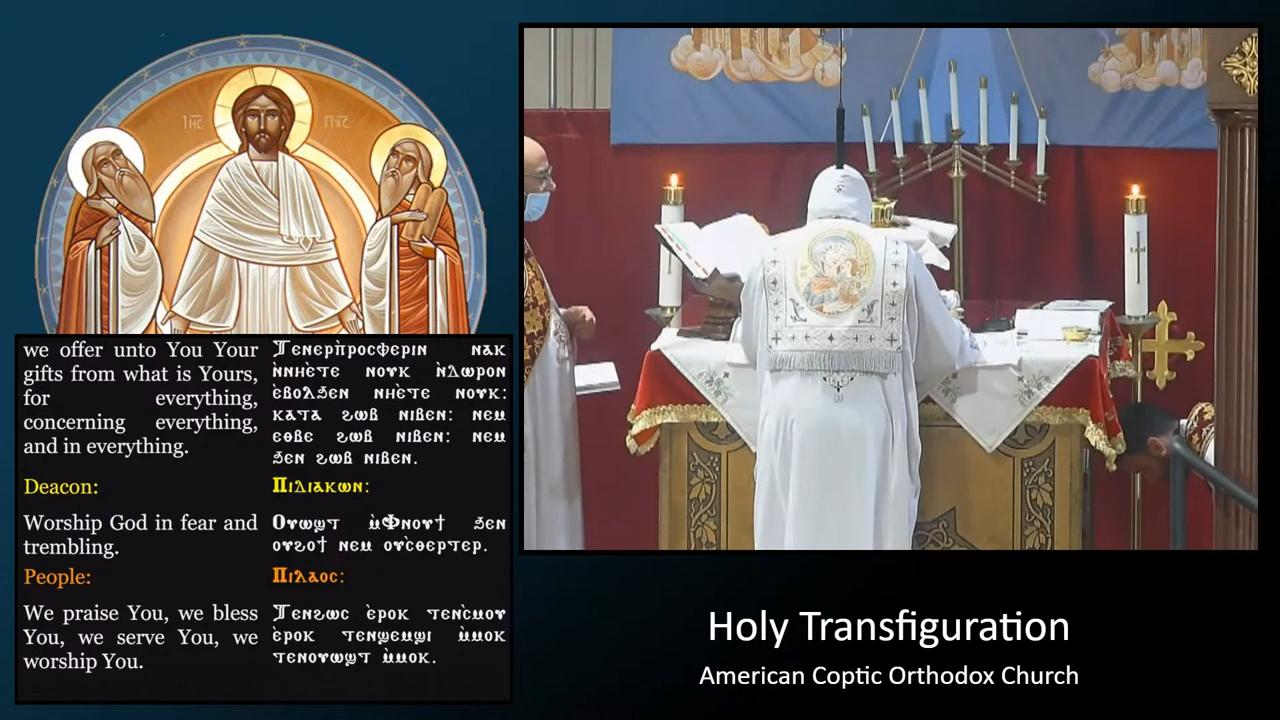 ⲒⲎ̅Ⲥ̅
Ⲡ̅Ⲭ̅Ⲥ̅
we offer unto You Your
gifts from what is Yours,
for everything,
concerning everything,
and in everything.
Deacon:
Worship God in fear and
trembling.
People:
We praise You, we bless
You, we serve You, we
worship You.
Ⲧⲉⲛⲉⲣⲡ̀ⲣⲟⲥⲫⲉⲣⲓⲛ ⲛⲁⲕ
ⲛ̀ⲛⲏⲉ̀ⲧⲉ ⲛⲟⲩⲕ ⲛ̀ⲇⲱⲣⲟⲛ
ⲉ̀ⲃⲟⲗϧⲉⲛ ⲛⲏⲉ̀ⲧⲉ ⲛⲟⲩⲕ:
ⲕⲁⲧⲁ ϩⲱⲃ ⲛⲓⲃⲉⲛ: ⲛⲉⲙ
ⲉⲑⲃⲉ ϩⲱⲃ ⲛⲓⲃⲉⲛ: ⲛⲉⲙ
ϧⲉⲛ ϩⲱⲃ ⲛⲓⲃⲉⲛ.
Ⲡⲓⲇⲓⲁⲕⲱⲛ:
Ⲟⲩⲱϣⲧ ⲙ̀Ⲫⲛⲟⲩϯ ϧⲉⲛ
ⲟⲩϩⲟϯ ⲛⲉⲙ ⲟⲩⲥ̀ⲑⲉⲣⲧⲉⲣ.
Ⲡⲓⲗⲁⲟⲥ:
Ⲧⲉⲛϩⲱⲥ ⲉ̀ⲣⲟⲕ ⲧⲉⲛⲥ̀ⲙⲟⲩ
ⲉ̀ⲣⲟⲕ ⲧⲉⲛϣⲉⲙϣⲓ ⲙ̀ⲙⲟⲕ
ⲧⲉⲛⲟⲩⲱϣⲧ ⲙ̀ⲙⲟⲕ.
Holy Transfiguration
American Coptic Orthodox Church